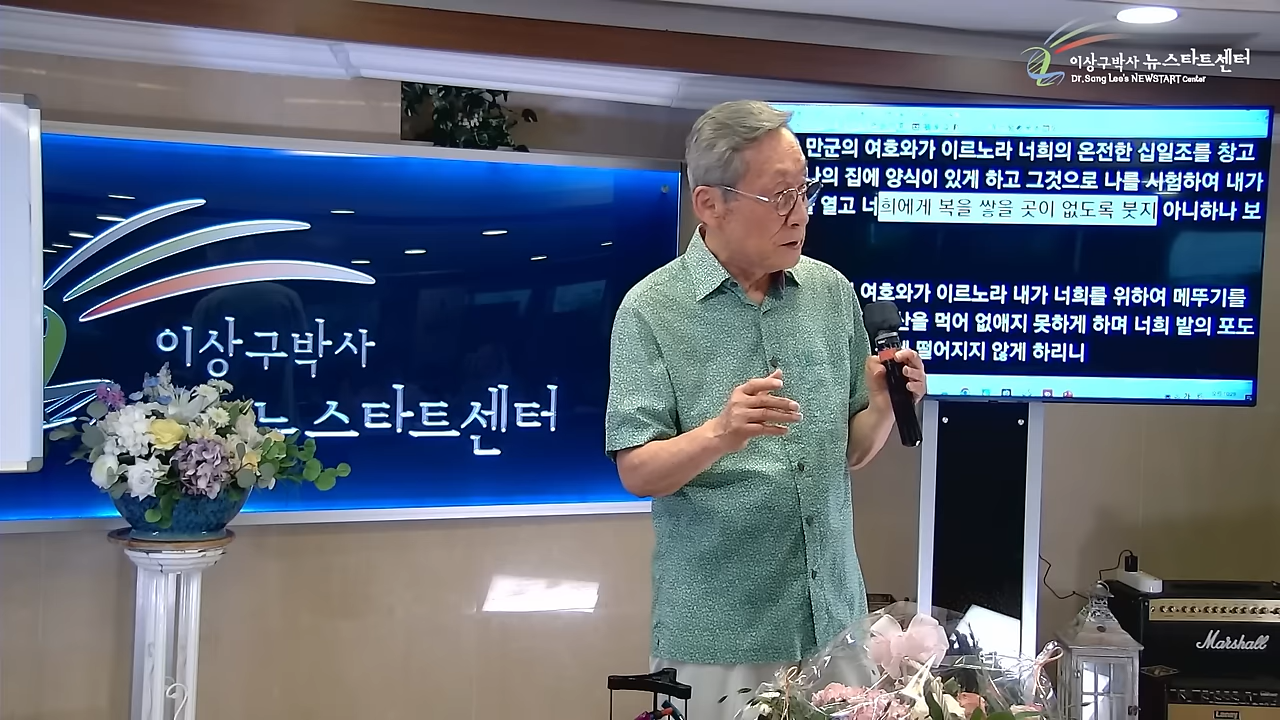 이상구박사 뉴스타트센터
Dr.Sang Lee's NEWSTART Center
만군의 여호와가 이르노라 너희의 온전한 십일조를 창고
나의 집에 양식이 있게 하고 그것으로 나를 시험하여 내가
열고 너희에게 복을 쌓을 곳이 없도록 붓지 아니하나 보
여호와가 이르노라 내가 너희를 위하여 메뚜기를
산을 먹어 없애지 못하게 하며 너희 밭의 포도
떨어지지 않게 하리니
이상구박사
뉴스타트센터
Marshall
Laney